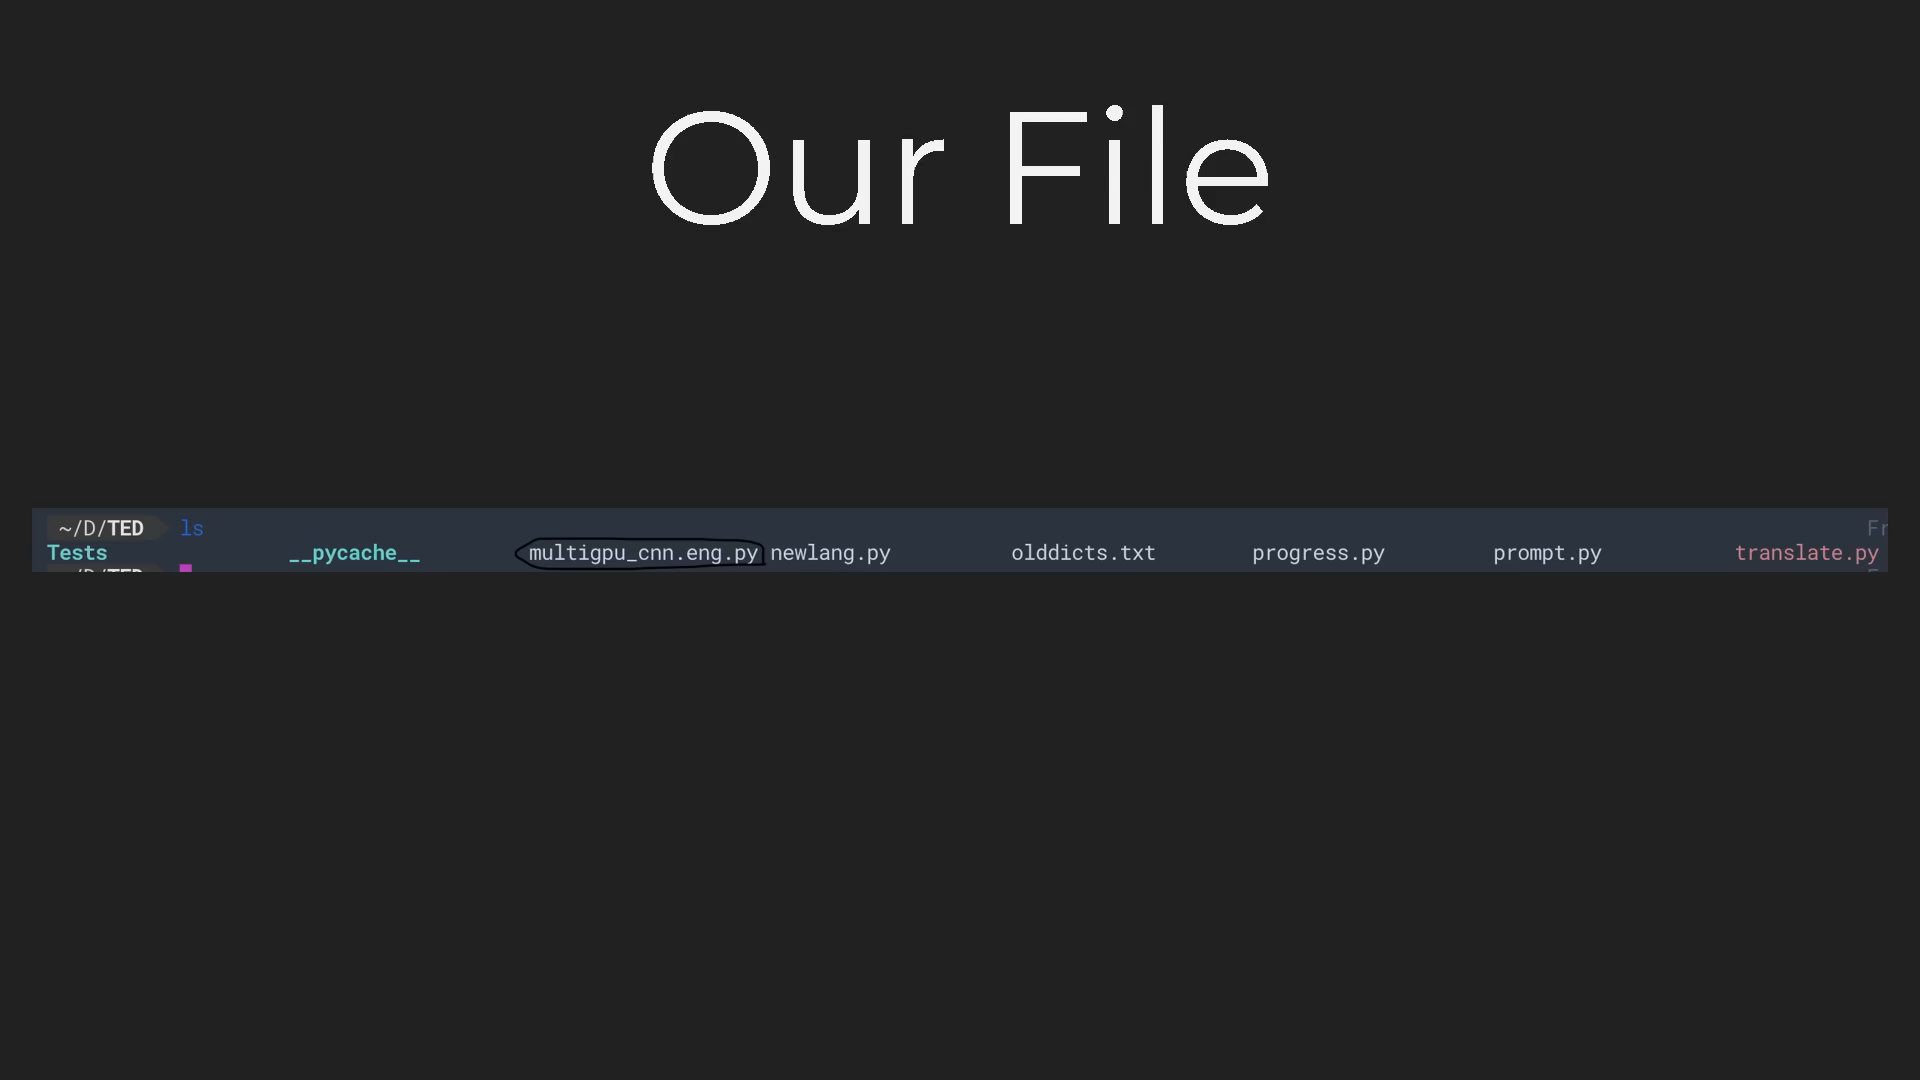 Our File
~/D/TED ls Fr
Tests __pycache__ multigpu_cnn.eng.py newlang.py olddicts.txt progress.py prompt.py translate.py